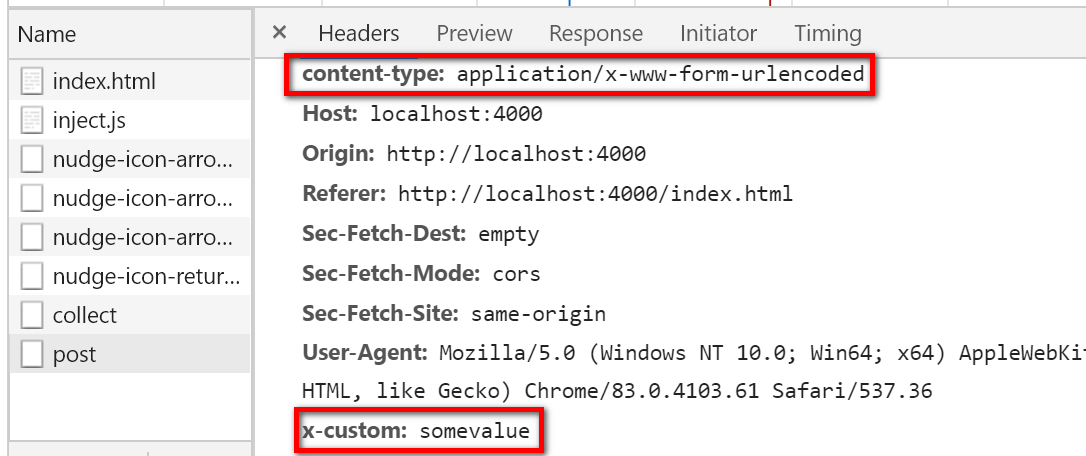 Name
index.html
inject.js
nudge-icon-arro...
nudge-icon-arro...
nudge-icon-arro...
nudge-icon-retur...
collect
post
× Headers Preview Response Initiator Timing
content-type: application/x-www-form-urlencoded
Host: localhost:4000
Origin: http://localhost:4000
Referer: http://localhost:4000/index.html
Sec-Fetch-Dest: empty
Sec-Fetch-Mode: cors
Sec-Fetch-Site: same-origin
User-Agent: Mozilla/5.0 (Windows NT 10.0; Win64; x64) AppleWebKit
HTML, like Gecko) Chrome/83.0.4103.61 Safari/537.36
x-custom: somevalue